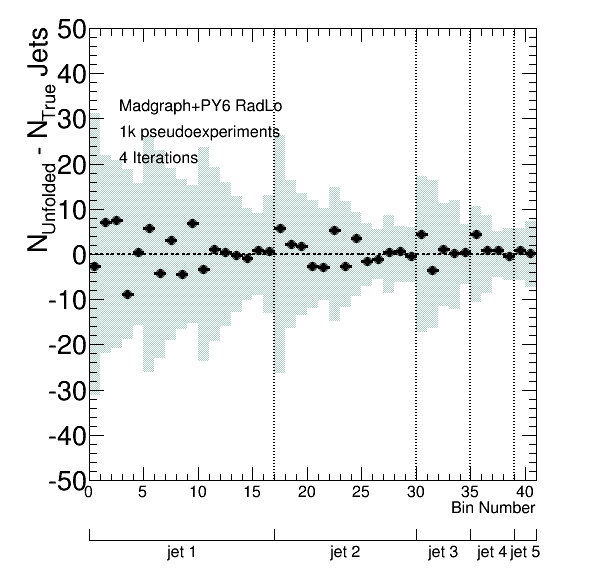 N_Unfolded - N_True Jets
50
40
30
20
10
0
-10
-20
-30
-40
-50
Madgraph+PY6 RadLo
1k pseudoexperiments
4 Iterations
0 5 10 15 20 25 30 35 40
Bin Number
jet 1 jet 2 jet 3 jet 4 jet 5